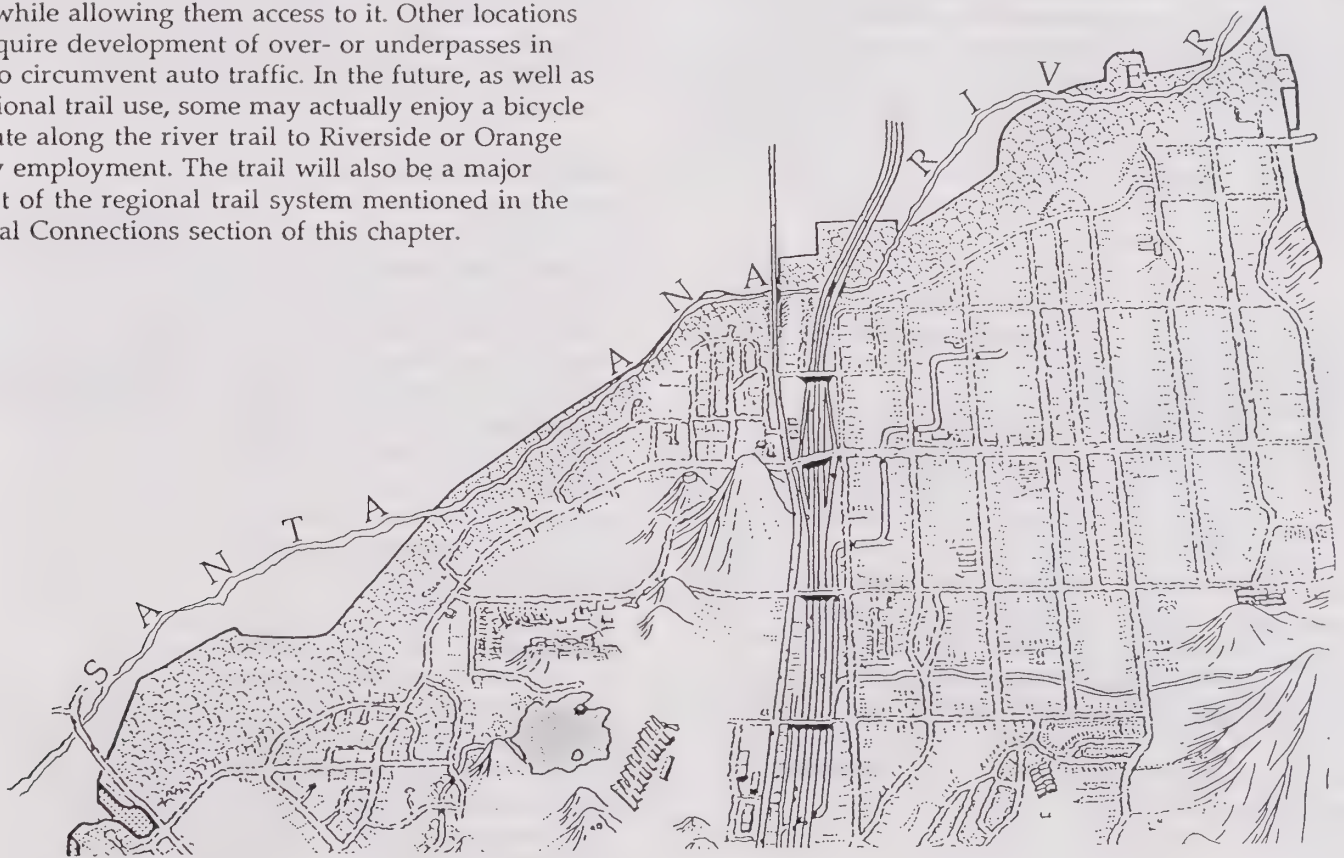 while allowing them access to it. Other locations
quire development of over- or underpasses in
o circumvent auto traffic. In the future, as well as
ional trail use, some may actually enjoy a bicycle
ute along the river trail to Riverside or Orange
y employment. The trail will also be a major
t of the regional trail system mentioned in the
al Connections section of this chapter.
SANTA ANA RIVER